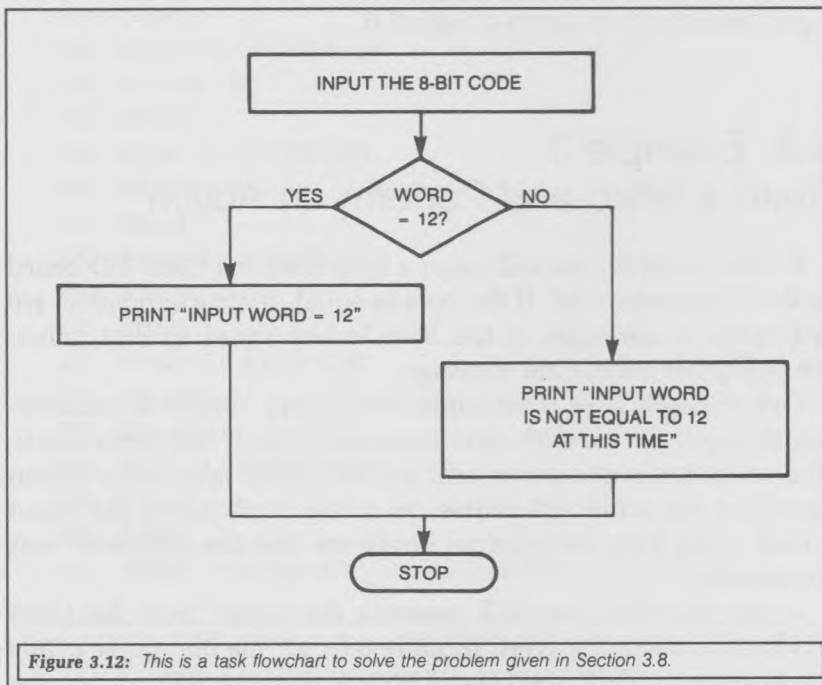 INPUT THE 8-BIT CODE
YES
WORD
= 12?
NO
PRINT “INPUT WORD = 12”
PRINT “INPUT WORD
IS NOT EQUAL TO 12
AT THIS TIME”
STOP
Figure 3.12: This is a task flowchart to solve the problem given in Section 3.8.